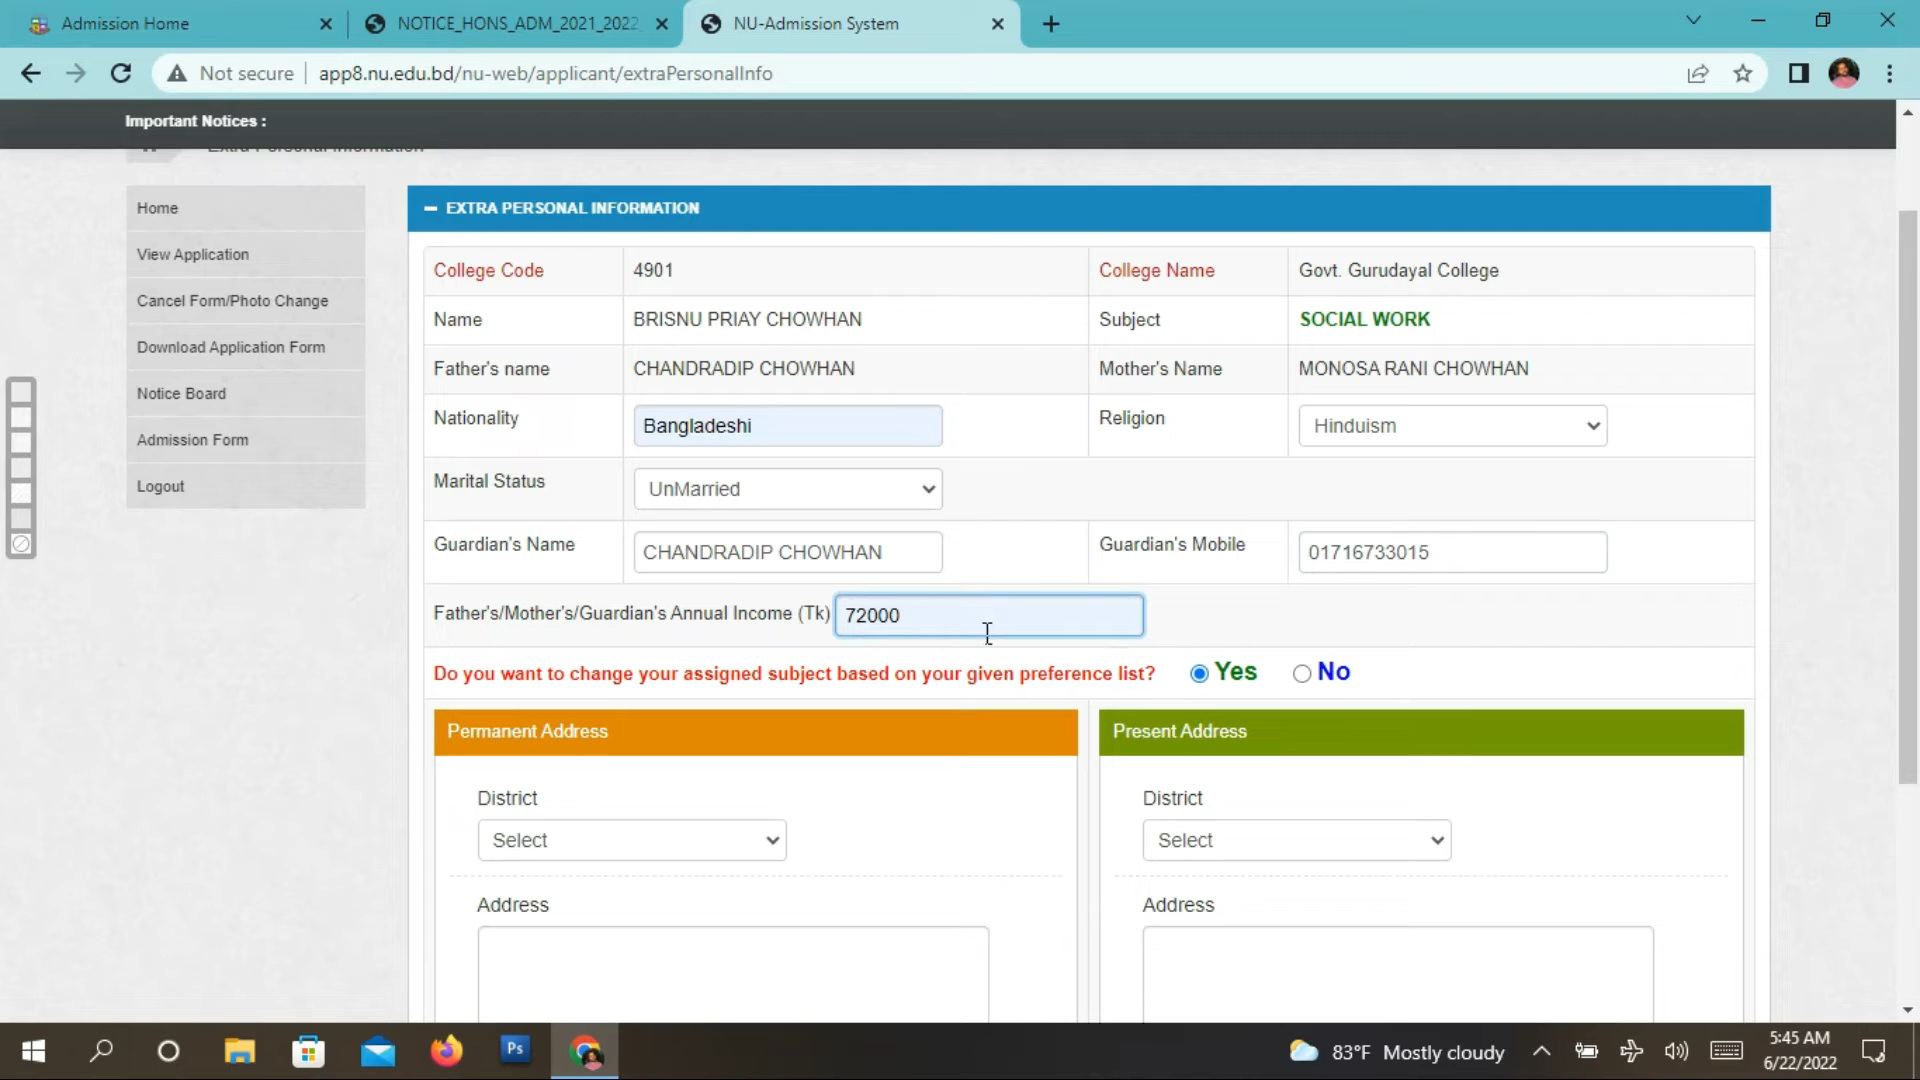 Admission Home
NOTICE_HONS_ADM_2021_2022
NU-Admission System
Not secure
app8.nu.edu.bd/nu-web/applicant/extraPersonalInfo
Important Notices :
Extra Personal Information
Home
View Application
Cancel Form/Photo Change
Download Application Form
Notice Board
Admission Form
Logout
EXTRA PERSONAL INFORMATION
College Code 4901 College Name Govt. Gurudayal College
Name BRISNU PRIAY CHOWHAN Subject SOCIAL WORK
Father's name CHANDRADIP CHOWHAN Mother's Name MONOSA RANI CHOWHAN
Nationality Bangladeshi Religion Hinduism
Marital Status UnMarried
Guardian's Name CHANDRADIP CHOWHAN Guardian's Mobile 01716733015
Father's/Mother's/Guardian's Annual Income (Tk) 72000
Do you want to change your assigned subject based on your given preference list? Yes No
Permanent Address
District
Select
Address
Present Address
District
Select
Address
Ps
83°F Mostly cloudy
5:45 AM
6/22/2022